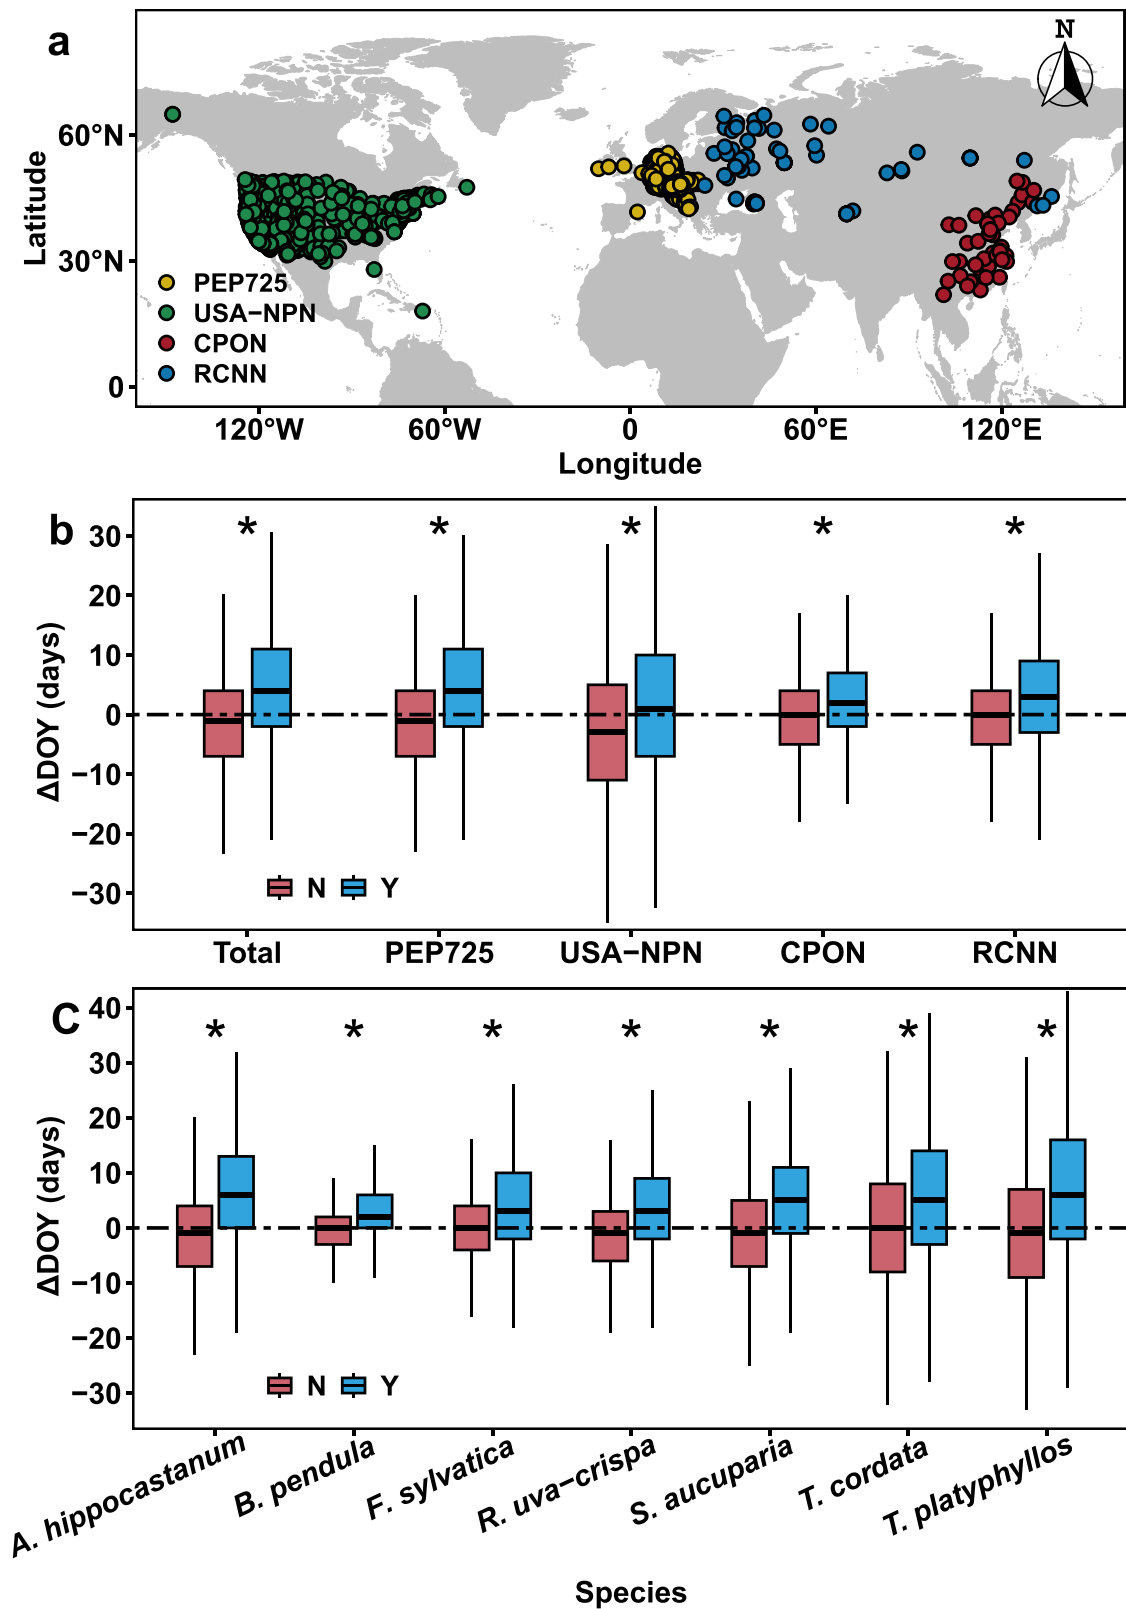 a
N
60°N
30°N
0
Latitude
PEP725
USA−NPN
CPON
RCNN
120°W 60°W 0 60°E 120°E
Longitude
b
30
20
10
0
−10
−20
−30
ΔDOY (days)
* * * * *
N Y
Total PEP725 USA−NPN CPON RCNN
C
40
30
20
10
0
−10
−20
−30
ΔDOY (days)
* * * * * * *
N Y
A. hippocastanum B. pendula F. sylvatica R. uva−crispa S. aucuparia T. cordata T. platyphyllos
Species